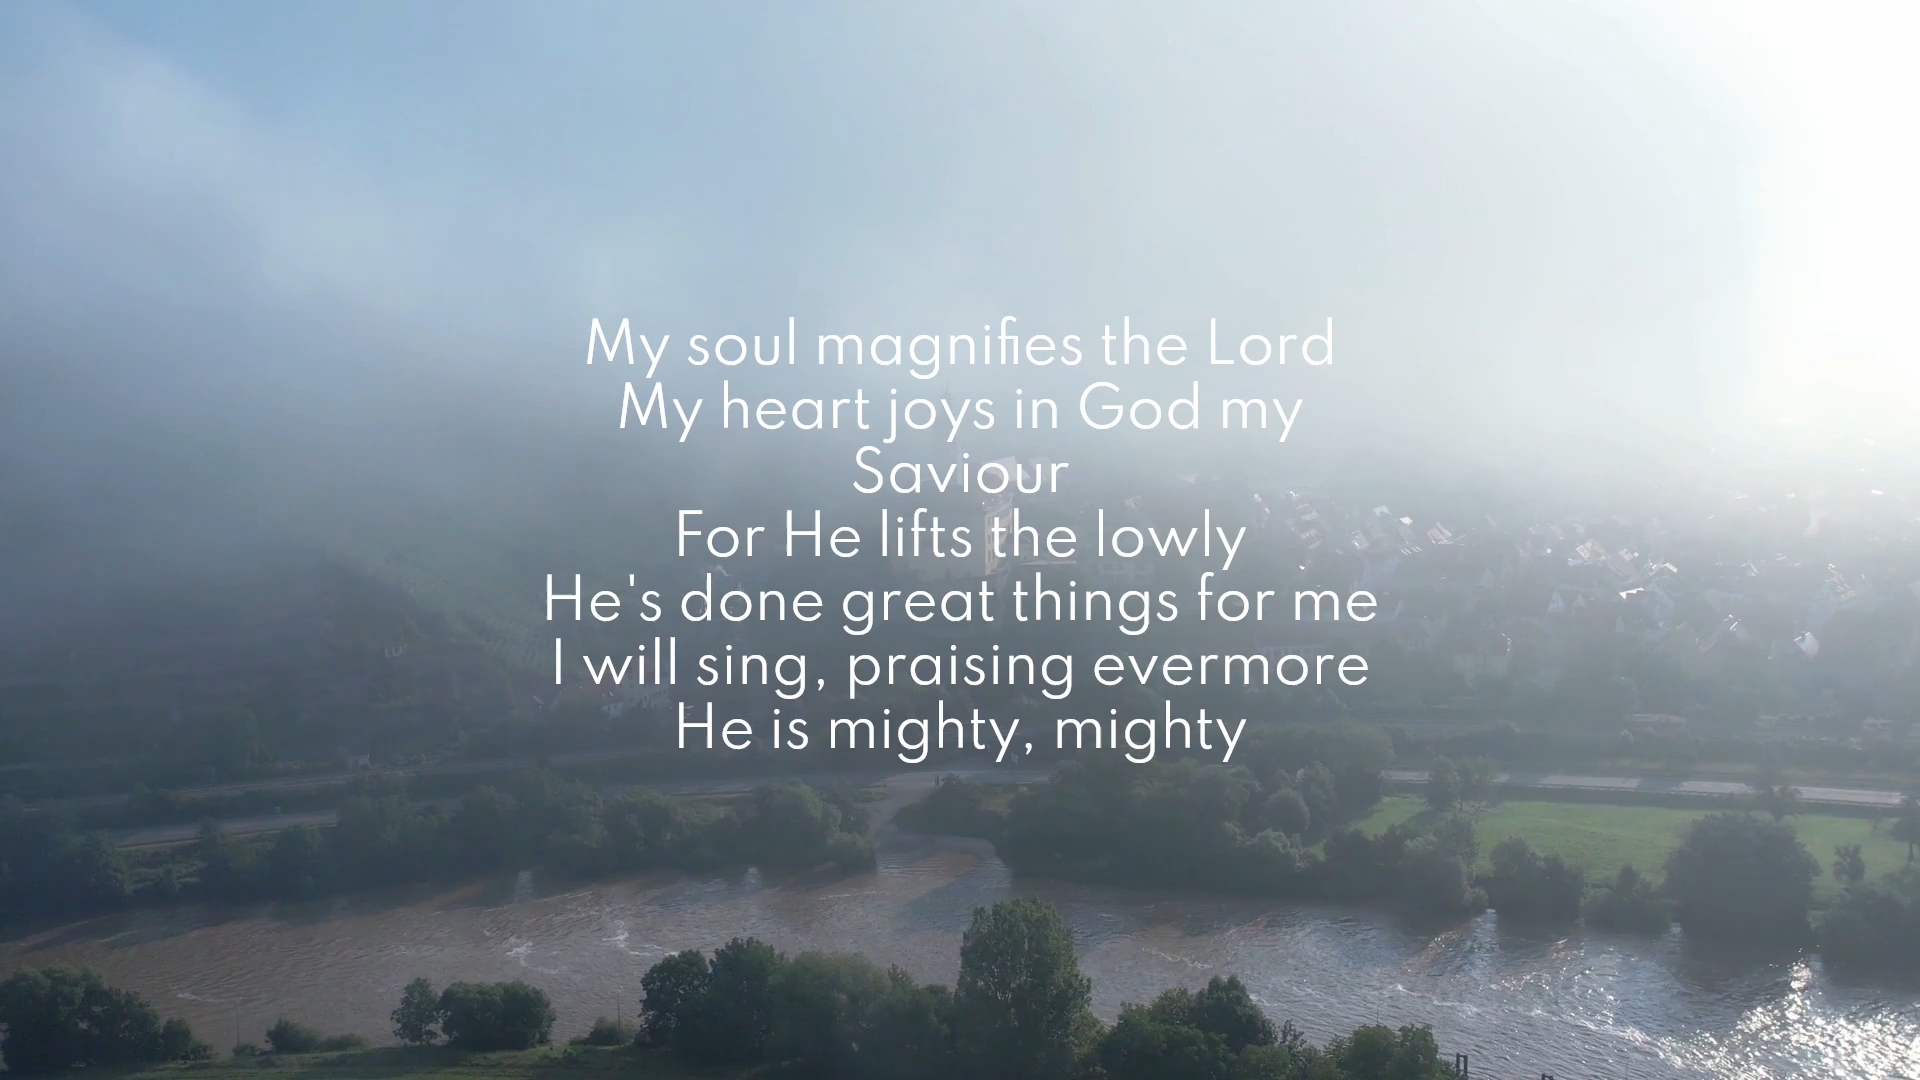 My soul magnifies the Lord
My heart joys in God my
Saviour
For He lifts the lowly
He's done great things for me
I will sing, praising evermore
He is mighty, mighty